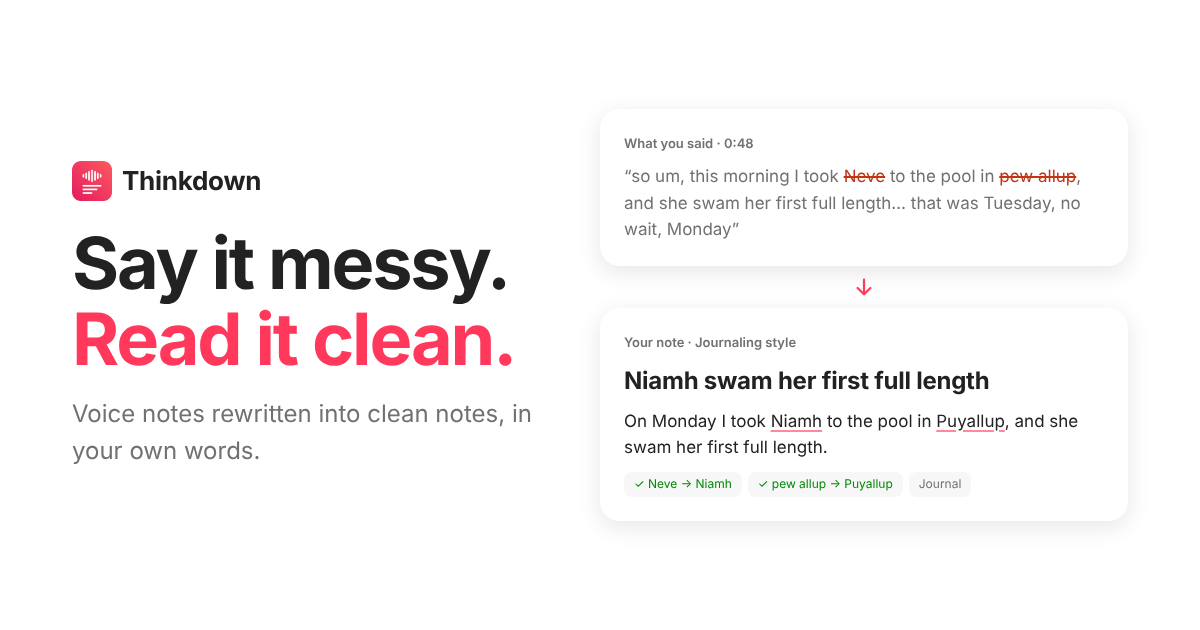 Thinkdown
Say it messy.
Read it clean.
Voice notes rewritten into clean notes, in
your own words.
What you said · 0:48
“so um, this morning I took Neve to the pool in pew allup,
and she swam her first full length... that was Tuesday, no
wait, Monday”
↓
Your note · Journaling style
Niamh swam her first full length
On Monday I took Niamh to the pool in Puyallup, and she
swam her first full length.
✓ Neve → Niamh ✓ pew allup → Puyallup Journal